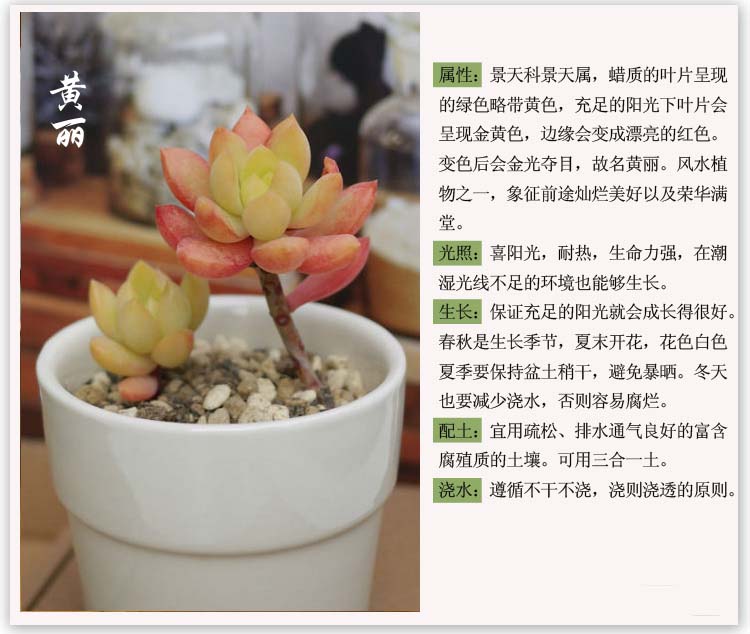 黄丽
属性：景天科景天属，蜡质的叶片呈现
的绿色略带黄色，充足的阳光下叶片会
呈现金黄色，边缘会变成漂亮的红色。
变色后会金光夺目，故名黄丽。风水植
物之一，象征前途灿烂美好以及荣华满
堂。
光照：喜阳光，耐热，生命力强，在潮
湿光线不足的环境也能够生长。
生长：保证充足的阳光就会成长得很好。
春秋是生长季节，夏末开花，花色白色
夏季要保持盆土稍干，避免暴晒。冬天
也要减少浇水，否则容易腐烂。
配土：宜用疏松、排水通气良好的富含
腐殖质的土壤。可用三合一土。
浇水：遵循不干不浇，浇则浇透的原则。